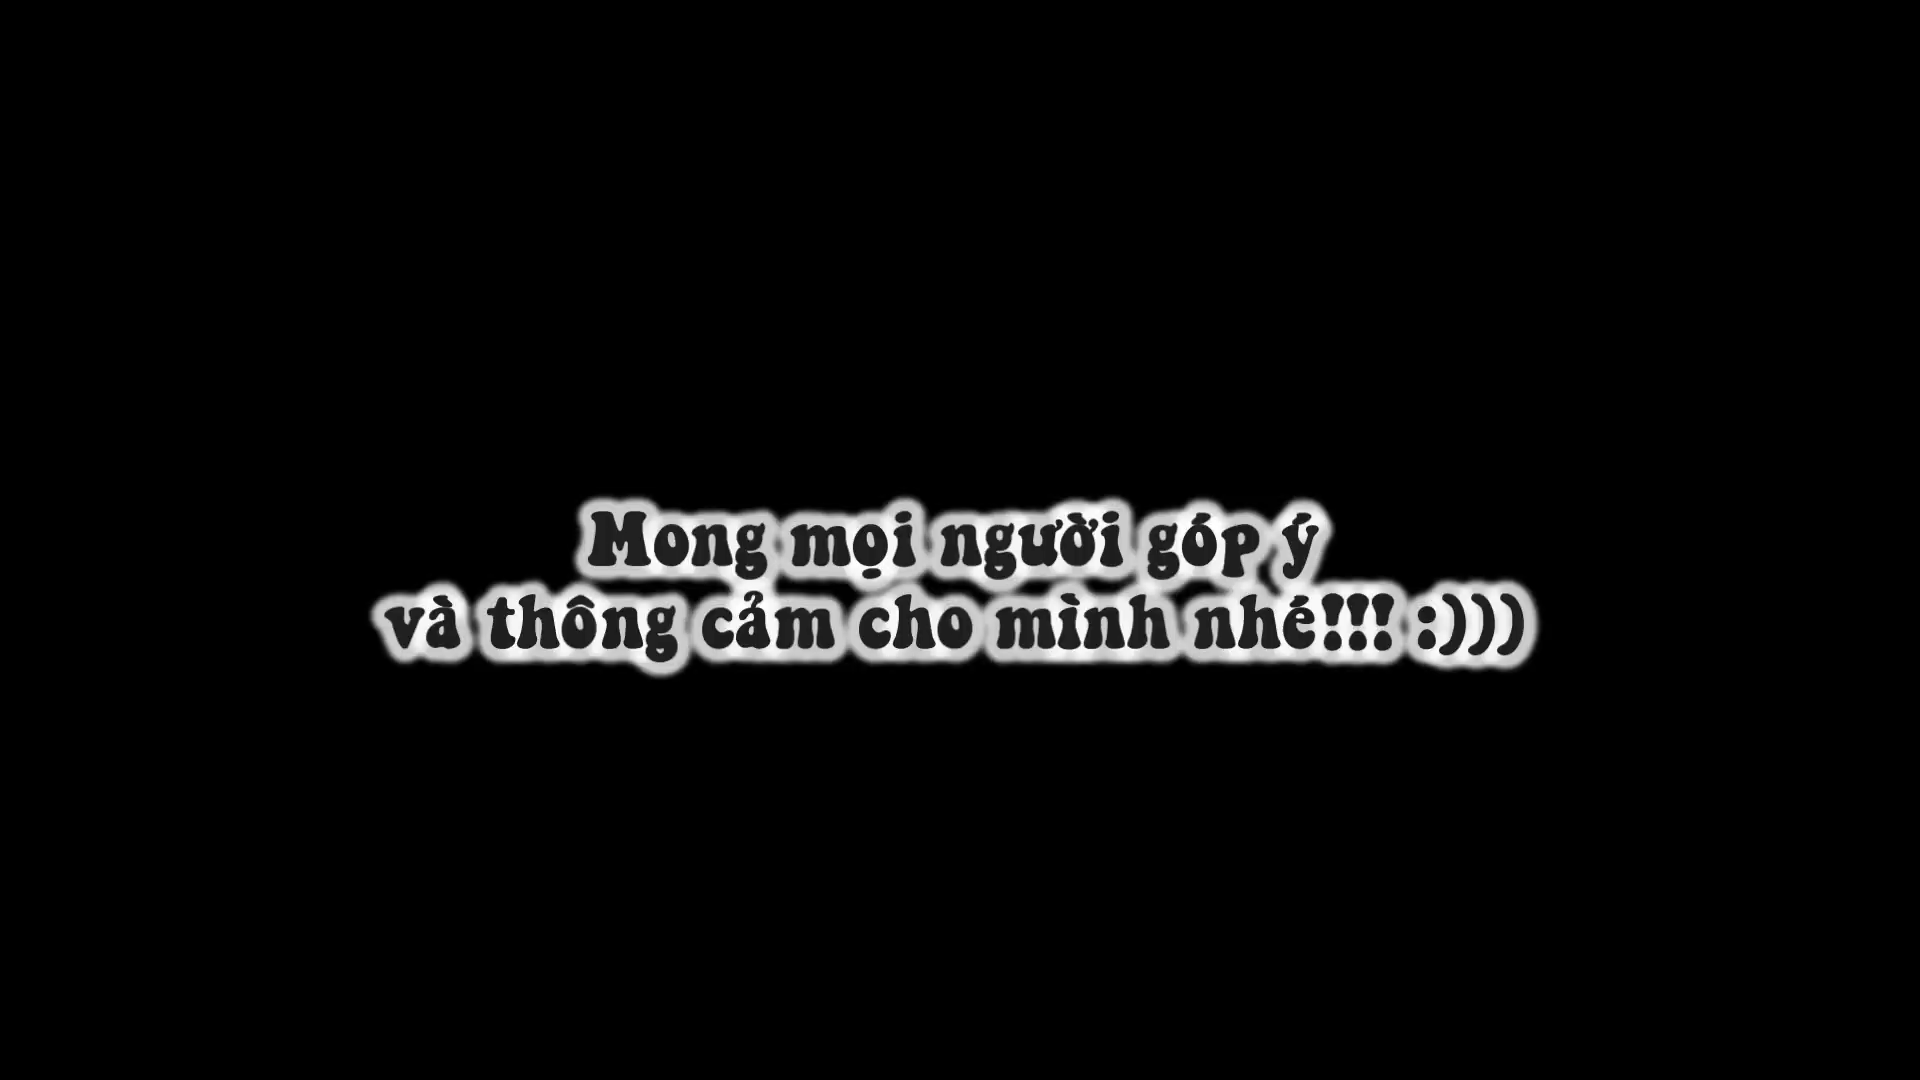 Mong mọi người góp ý
và thông cảm cho mình nhé!!! :)))